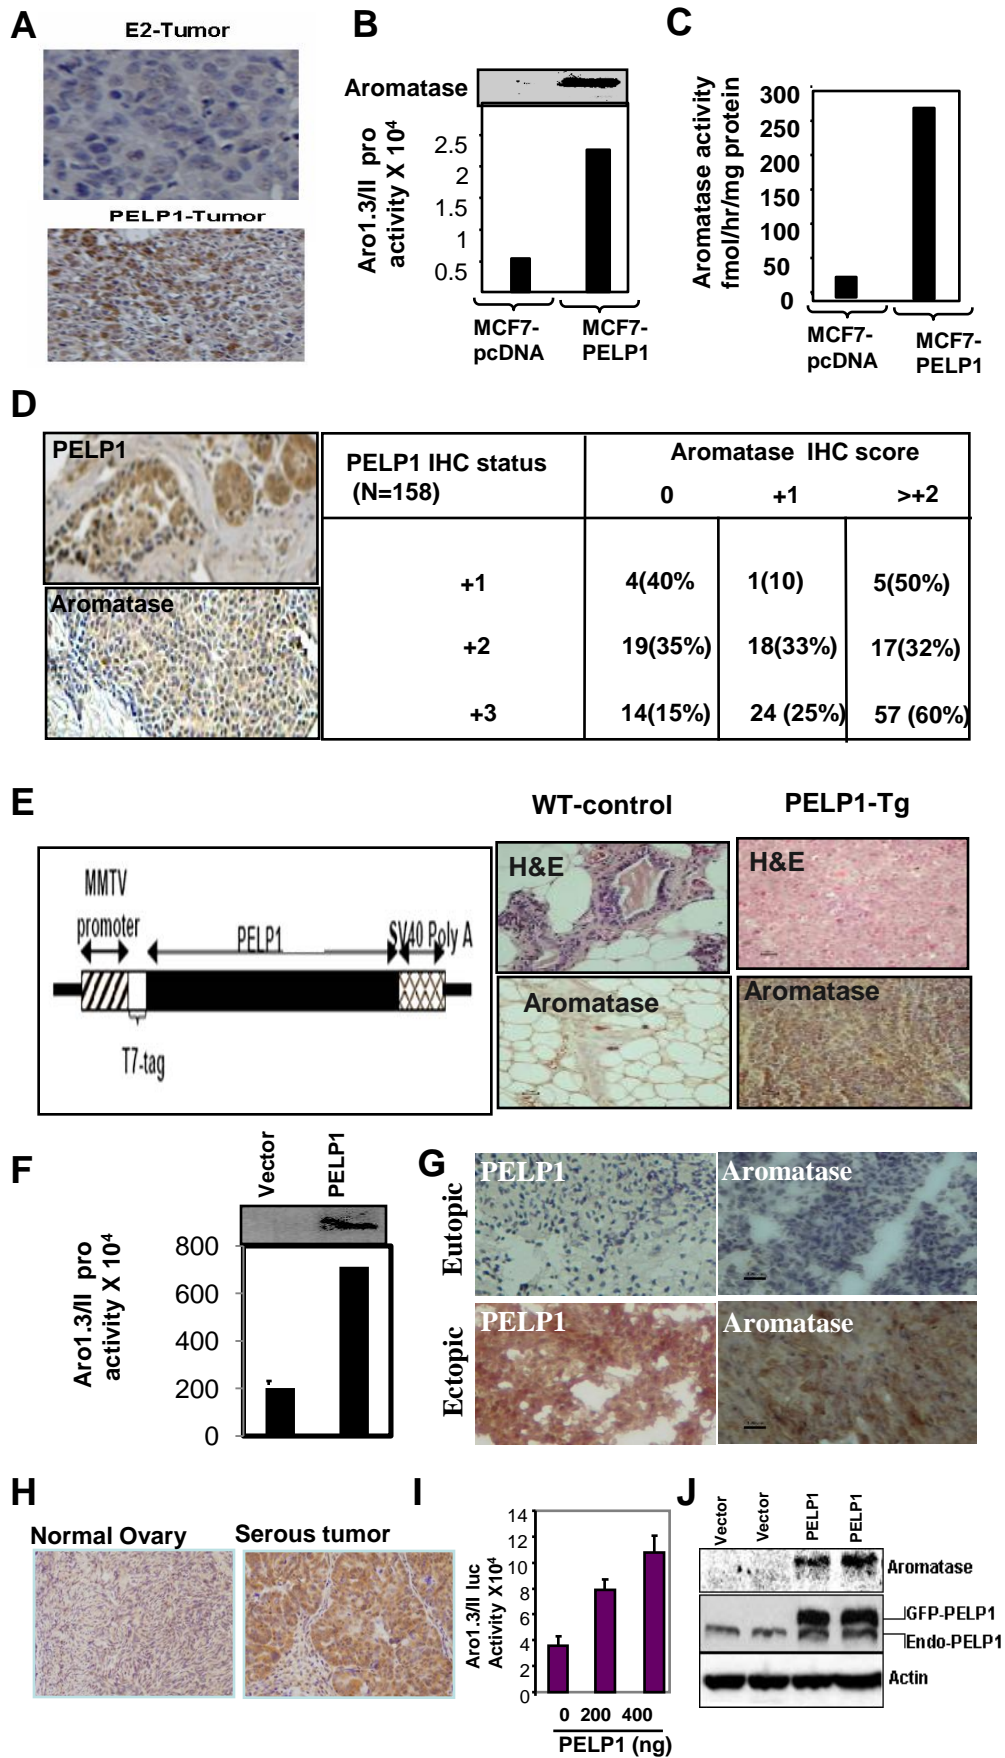 A
E2-Tumor
PELP1-Tumor
B
Aromatase
Aro1.3/II pro
activity X 10⁴
2.5
2
1.5
1
0.5
MCF7-
pcDNA
MCF7-
PELP1
C
Aromatase activity
fmol/hr/mg protein
300
250
200
150
100
50
0
MCF7-
pcDNA
MCF7-
PELP1
D
PELP1
Aromatase
PELP1 IHC status
(N=158)
Aromatase IHC score
0 +1 >+2
+1 4(40% 1(10) 5(50%)
+2 19(35%) 18(33%) 17(32%)
+3 14(15%) 24 (25%) 57 (60%)
E
MMTV
promoter
PELP1
SV40 Poly A
T7-tag
WT-control
PELP1-Tg
H&E
H&E
Aromatase
Aromatase
F
Vector
PELP1
Aro1.3/II pro
activity X 10⁴
800
600
400
200
0
G
Eutopic
PELP1
Aromatase
Ectopic
PELP1
Aromatase
H
Normal Ovary
Serous tumor
I
Aro1.3/II luc
Activity X10⁴
14
12
10
8
6
4
2
0
0 200 400
PELP1 (ng)
J
Vector
Vector
PELP1
PELP1
Aromatase
GFP-PELP1
Endo-PELP1
Actin